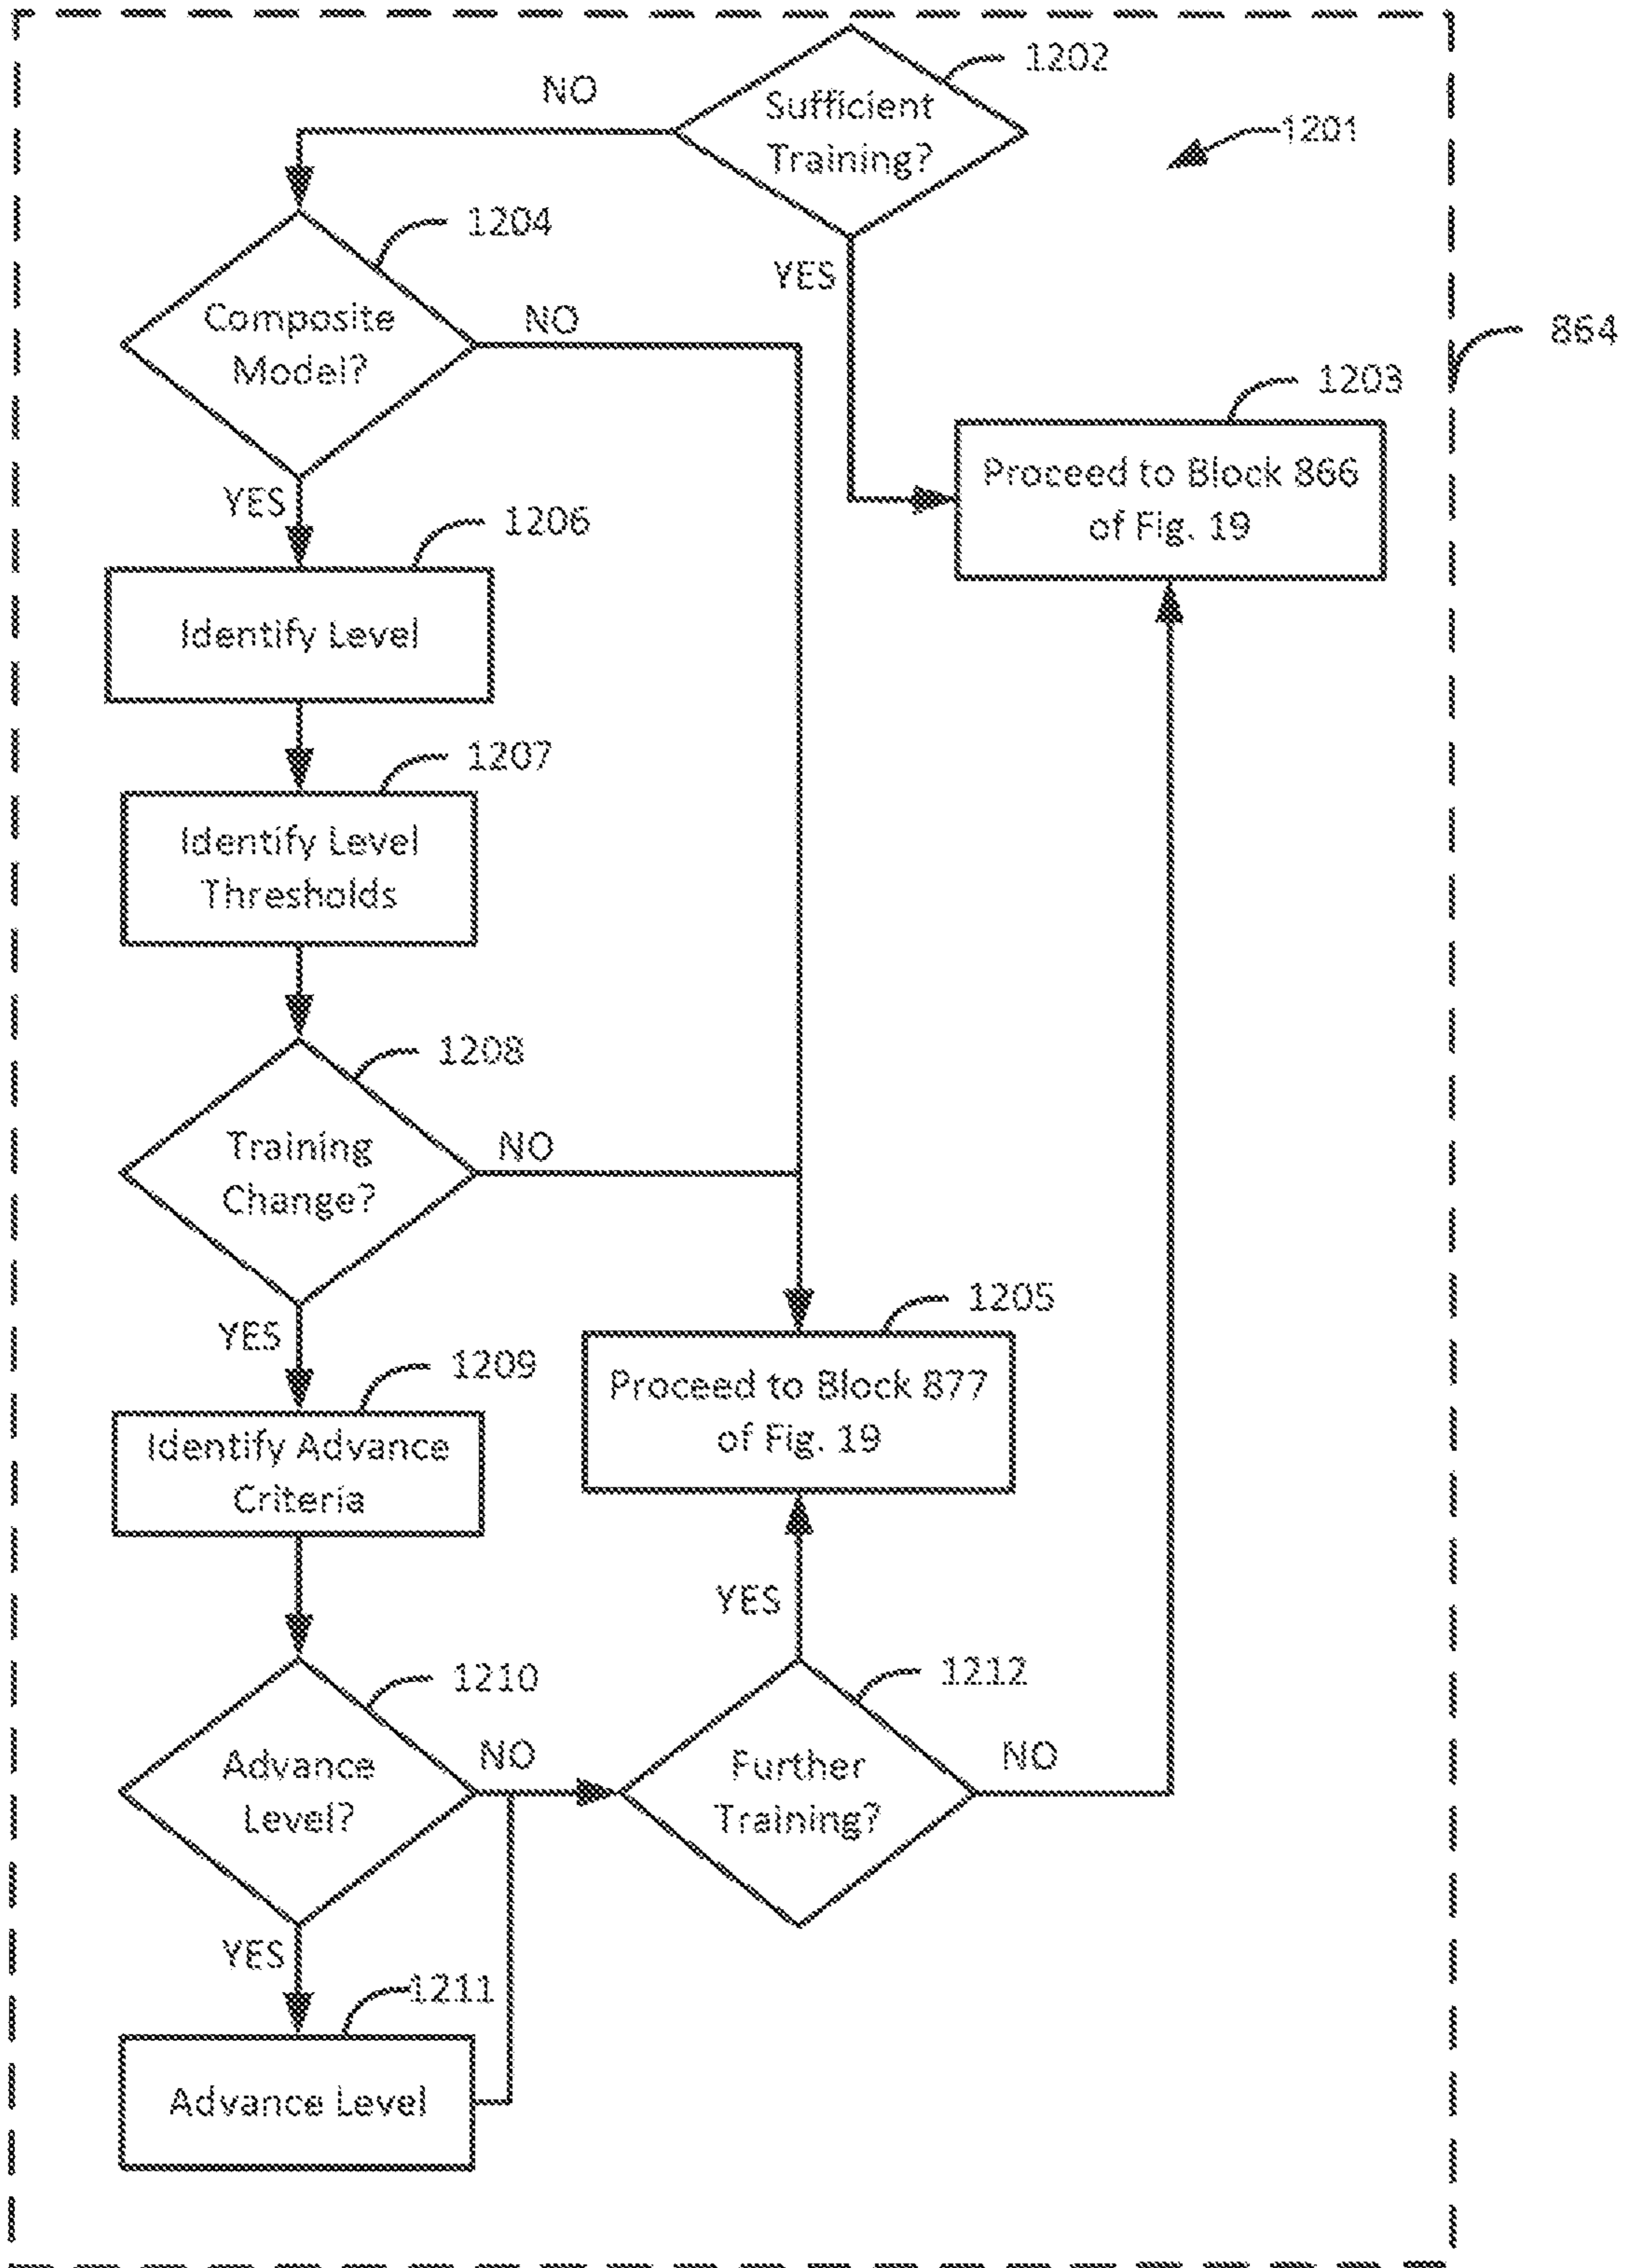 1202
NO
Sufficient
Training?
1201
1204
YES
Composite
Model?
NO
864
1203
Proceed to Block 866
of Fig. 19
YES
1206
Identify Level
1207
Identify Level
Thresholds
1208
Training
Change?
NO
1205
YES
1209
Proceed to Block 877
of Fig. 19
Identify Advance
Criteria
YES
1210
1212
Advance
Level?
NO
Further
Training?
NO
YES
1211
Advance Level